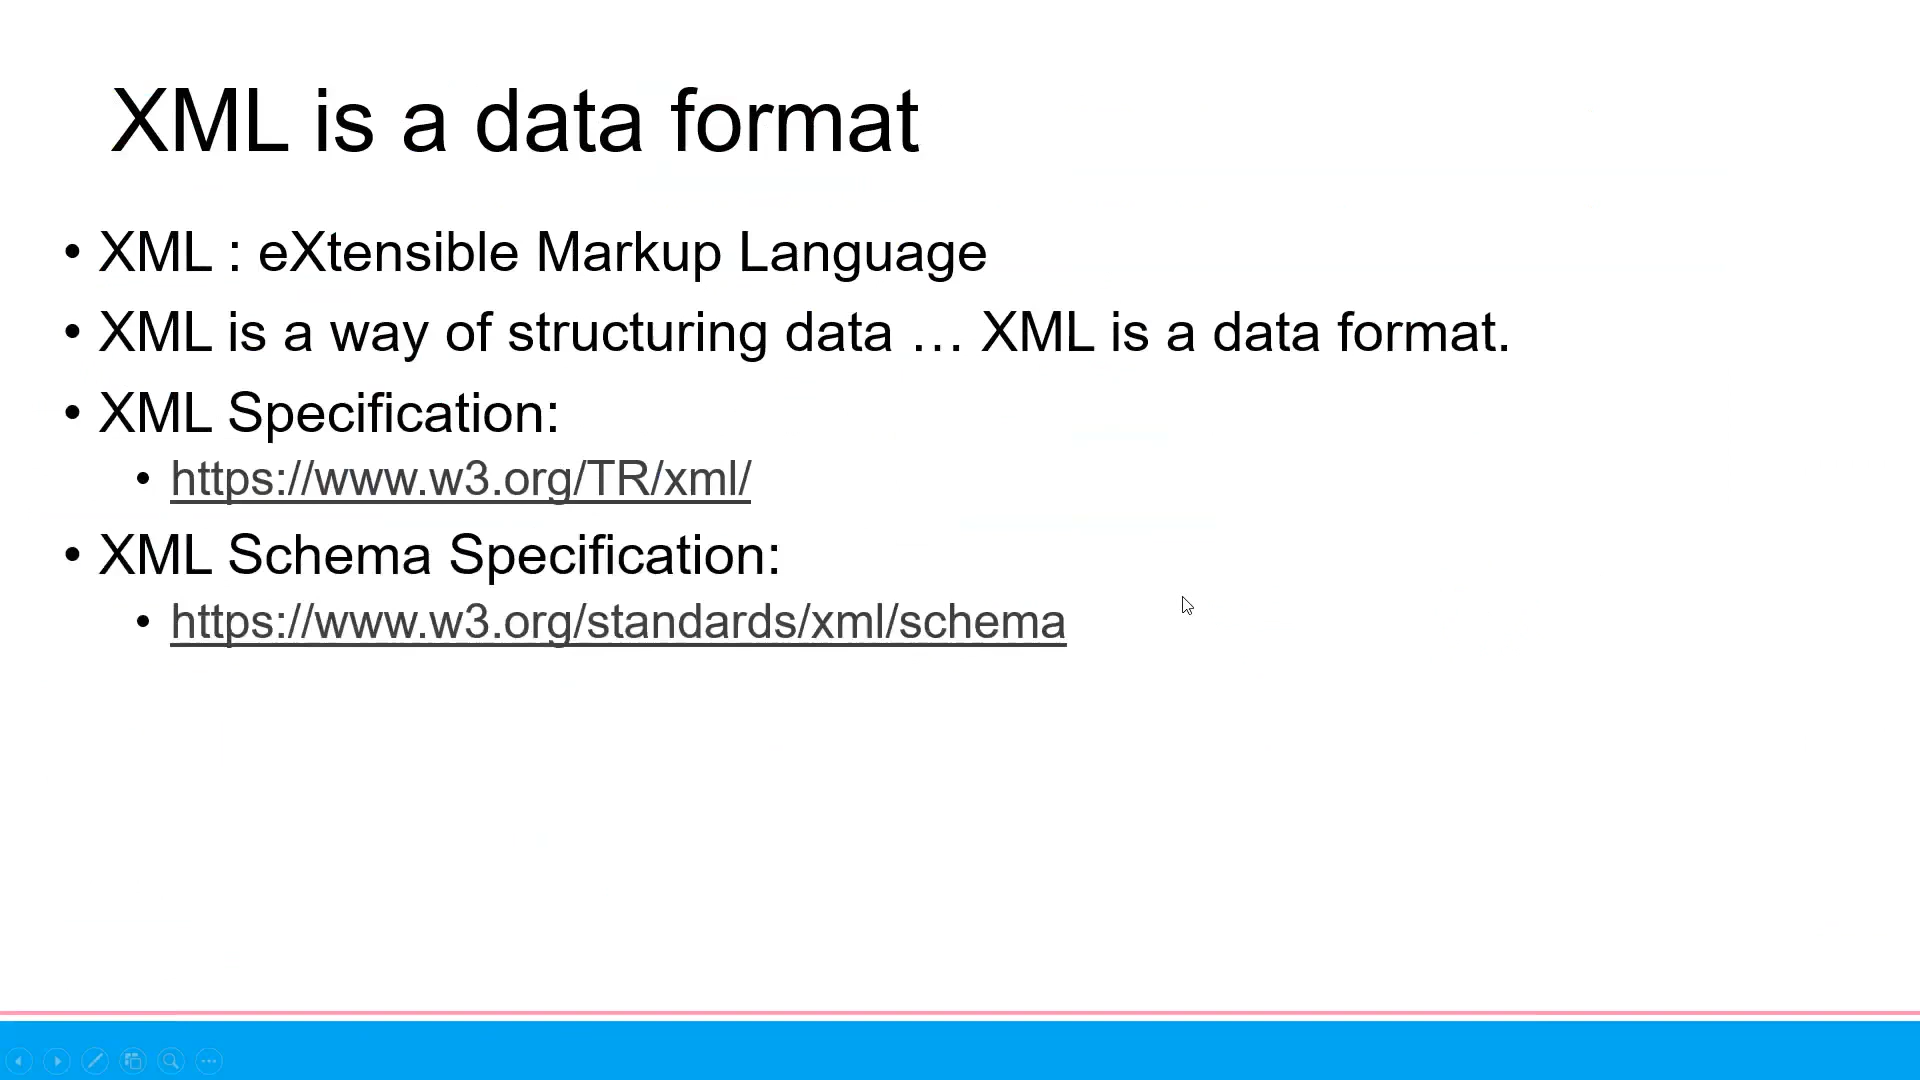 XML is a data format
• XML : eXtensible Markup Language
• XML is a way of structuring data … XML is a data format.
• XML Specification:
• https://www.w3.org/TR/xml/
• XML Schema Specification:
• https://www.w3.org/standards/xml/schema